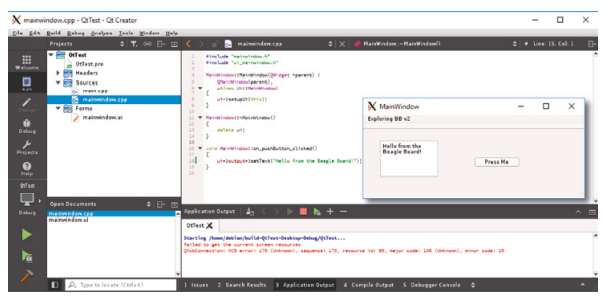 mainwindow.cpp - QtTest - Qt Creator
File Edit Build Debug Analyze Tools Window Help
Projects
mainwindow.cpp
MainWindow::~MainWindow()
Line: 15, Col: 1
Welcome
Edit
Design
Debug
Projects
Help
QtTest
Debug
QtTest
QtTest.pro
Headers
Sources
main.cpp
mainwindow.cpp
Forms
mainwindow.ui
Open Documents
mainwindow.cpp
mainwindow.ui
#include "mainwindow.h"
#include "ui_mainwindow.h"
MainWindow::MainWindow(QWidget *parent) :
QMainWindow(parent),
ui(new Ui::MainWindow)
{
ui->setupUi(this);
}
MainWindow::~MainWindow()
{
delete ui;
}
void MainWindow::on_pushButton_clicked()
{
ui->output->setText("Hello from the Beagle Board!");
}
MainWindow
Exploring BB v2
Hello from the
Beagle Board!
Press Me
Application Output
QtTest
Starting /home/debian/build-QtTest-Desktop-Debug/QtTest...
Failed to get the current screen resources
QXcbConnection: XCB error: 170 (Unknown), sequence: 170, resource id: 90, major code: 146 (Unknown), minor code: 20
Type to locate (Ctrl+K)
1 Issues 2 Search Results 3 Application Output 4 Compile Output 5 Debugger Console